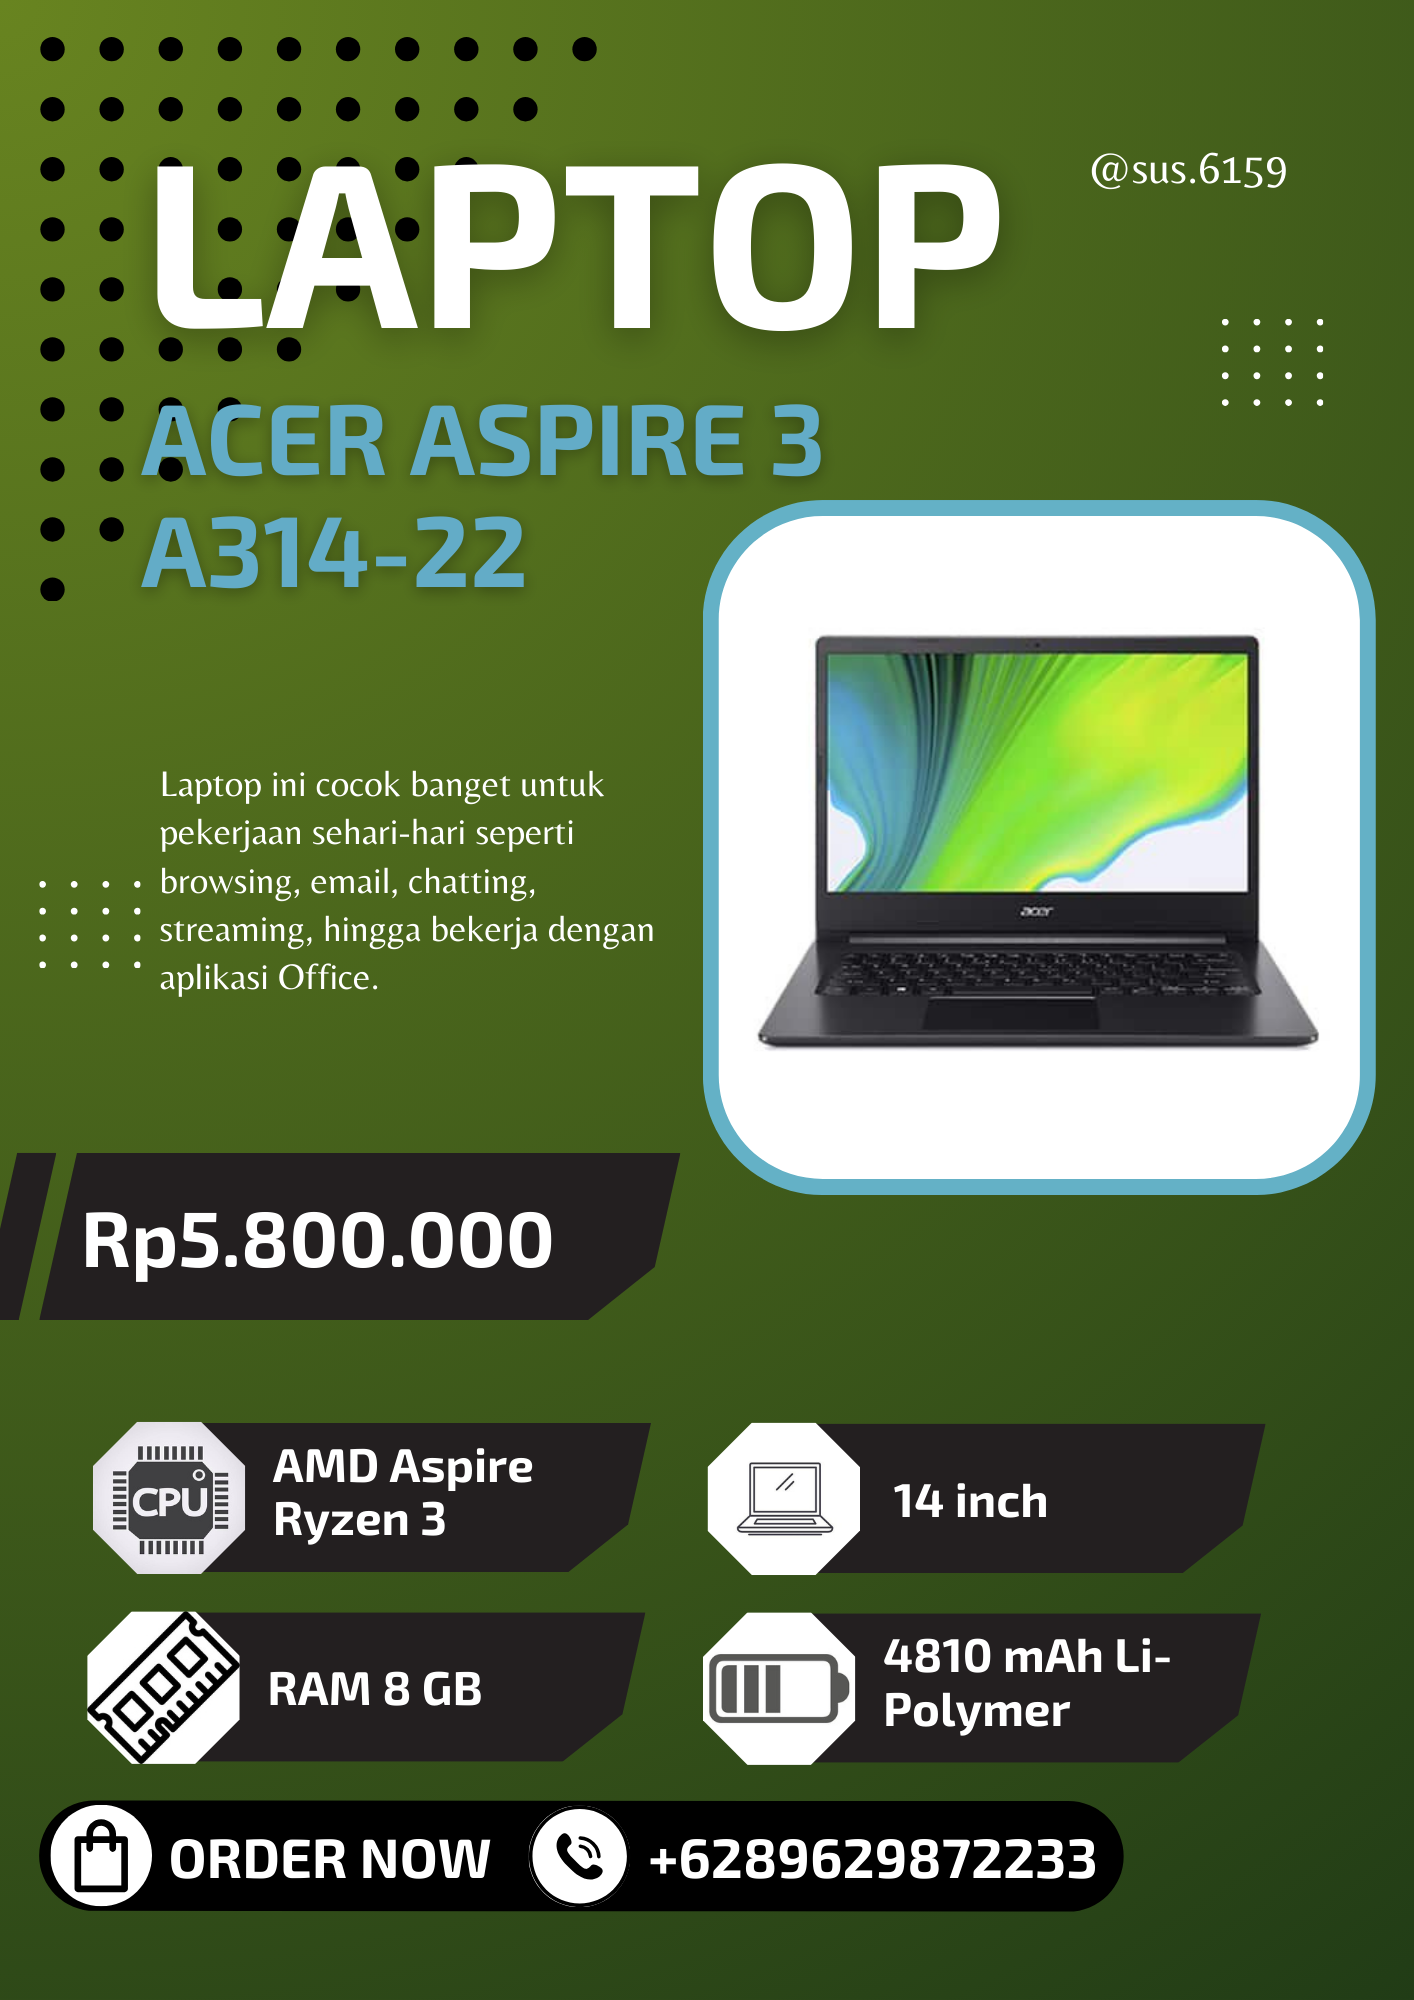 LAPTOP
@sus.6159
ACER ASPIRE 3
A314-22
Laptop ini cocok banget untuk
pekerjaan sehari-hari seperti
browsing, email, chatting,
streaming, hingga bekerja dengan
aplikasi Office.
acer
Rp5.800.000
CPU
AMD Aspire
Ryzen 3
14 inch
RAM 8 GB
4810 mAh Li-
Polymer
ORDER NOW
+6289629872233